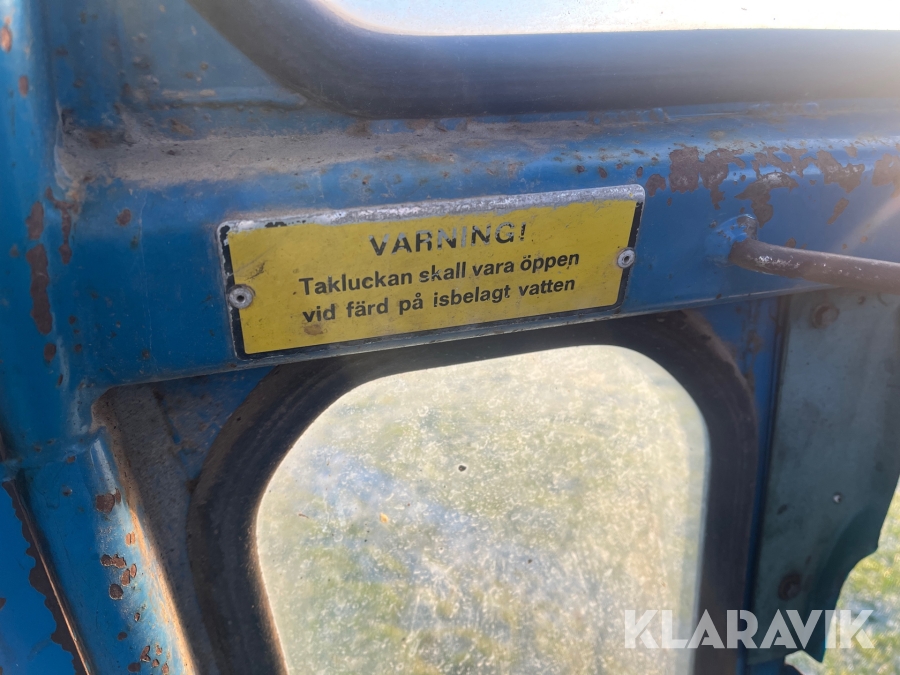 VARNING!
Takluckan skall vara öppen
vid färd på isbelagt vatten
KLARAVIK